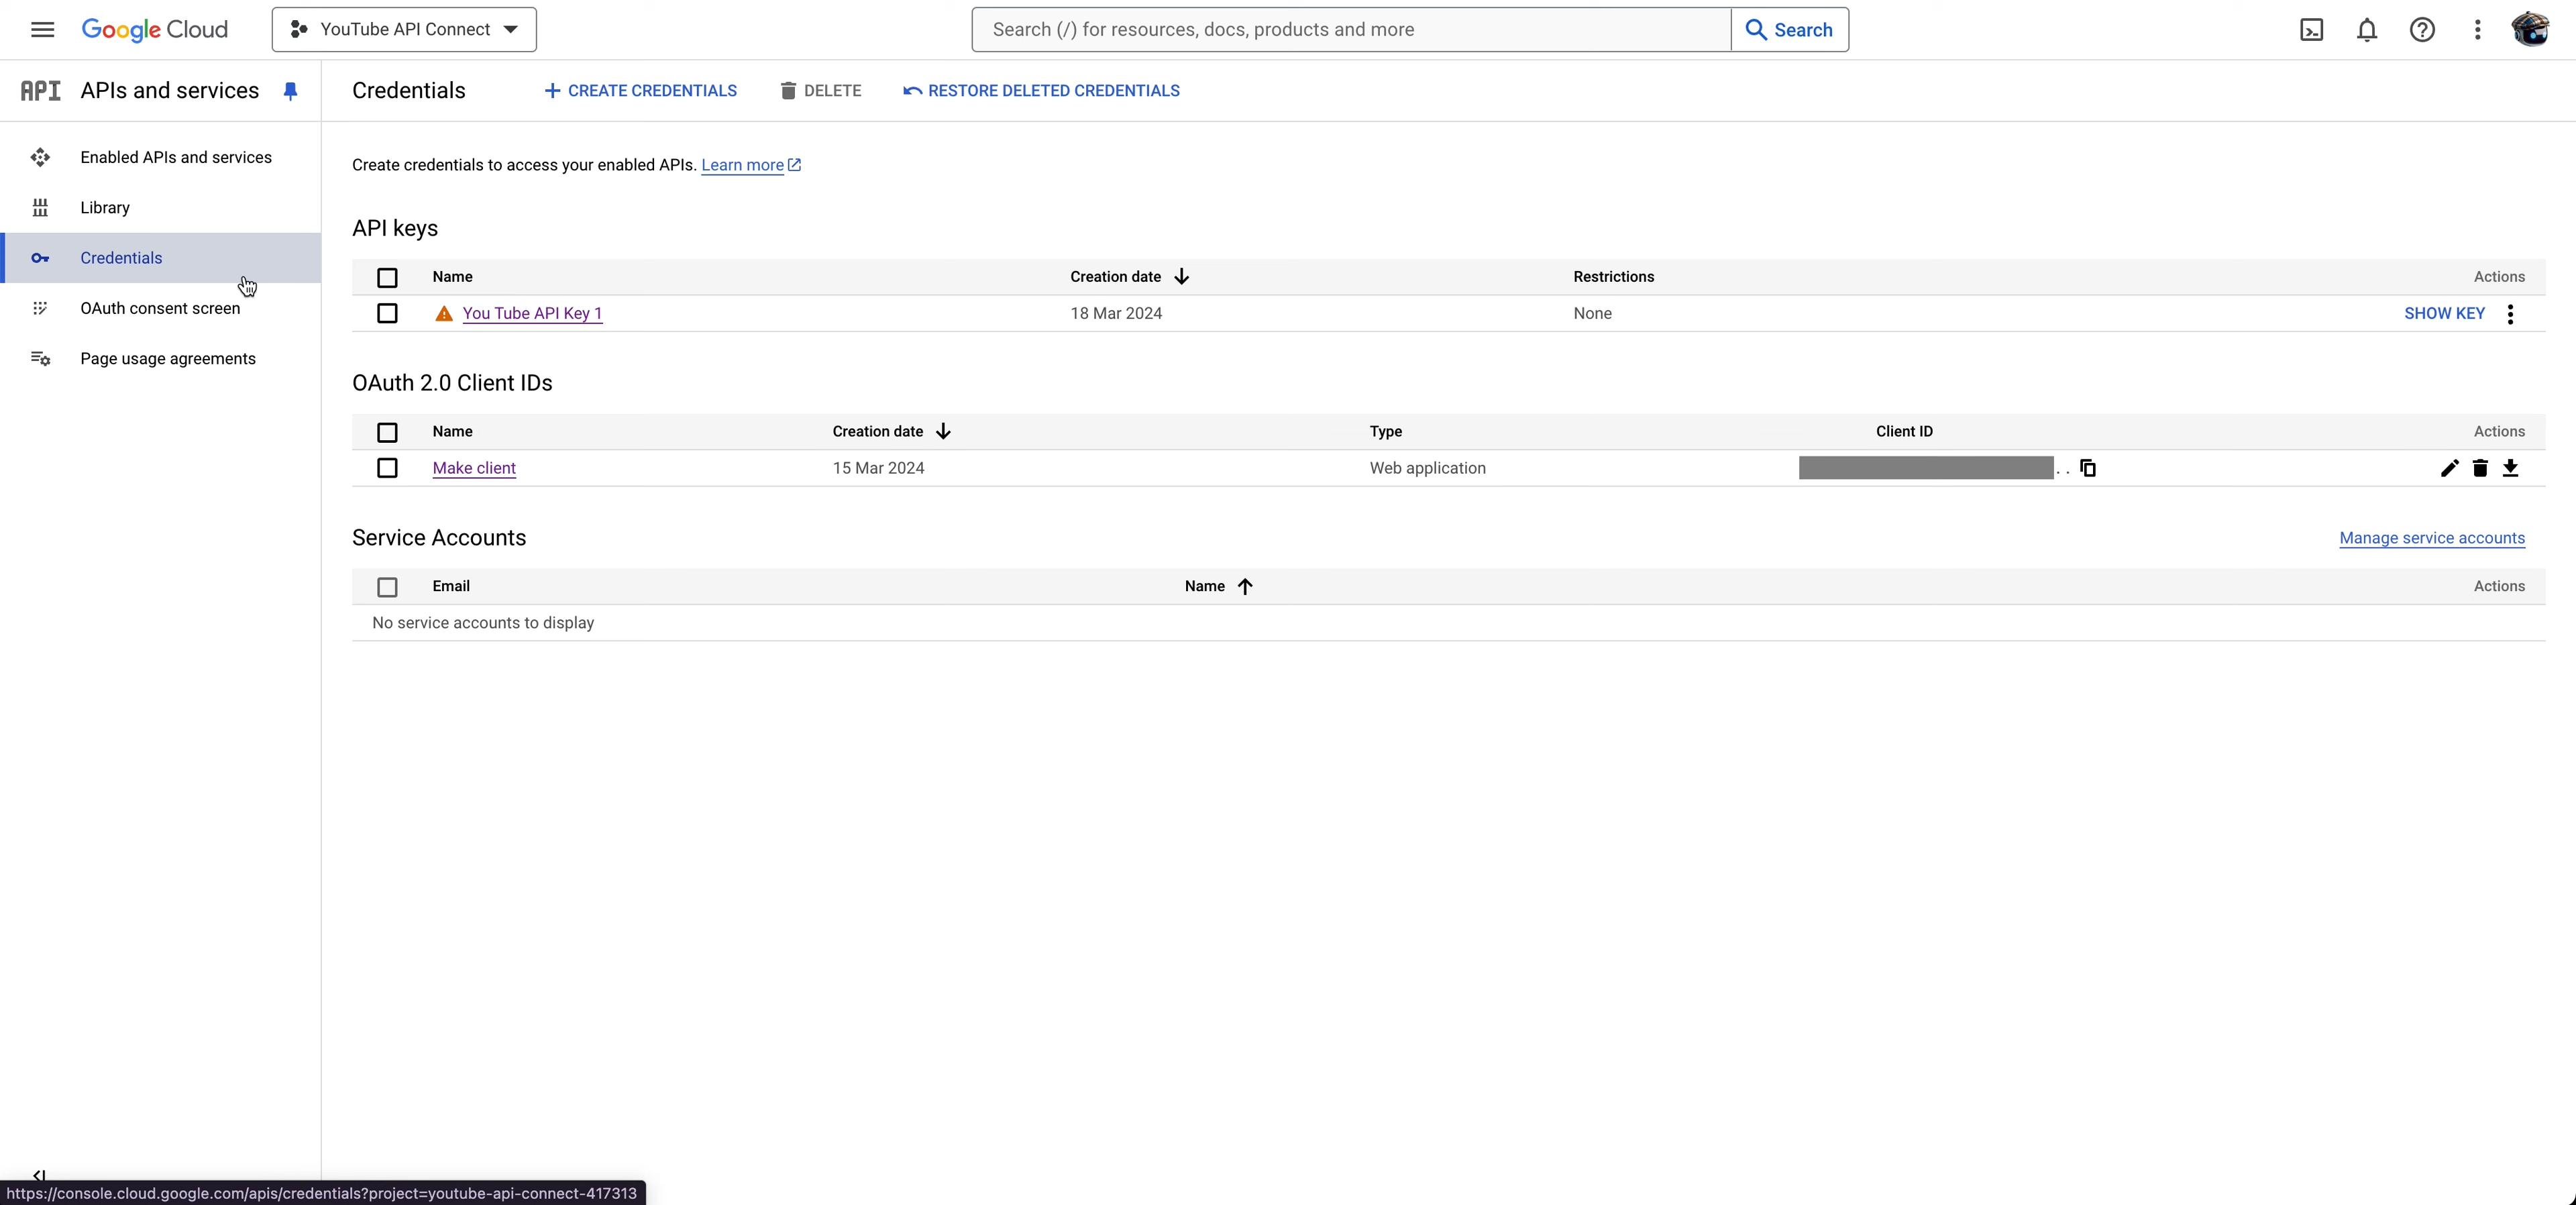 Google Cloud
YouTube API Connect
Search (/) for resources, docs, products and more
Search
API APIs and services
Credentials
CREATE CREDENTIALS
DELETE
RESTORE DELETED CREDENTIALS
Enabled APIs and services
Library
Credentials
OAuth consent screen
Page usage agreements
Create credentials to access your enabled APIs. Learn more
API keys
Name Creation date Restrictions Actions
You Tube API Key 1 18 Mar 2024 None SHOW KEY
OAuth 2.0 Client IDs
Name Creation date Type Client ID Actions
Make client 15 Mar 2024 Web application ..
Service Accounts Manage service accounts
Email Name Actions
No service accounts to display
https://console.cloud.google.com/apis/credentials?project=youtube-api-connect-417313